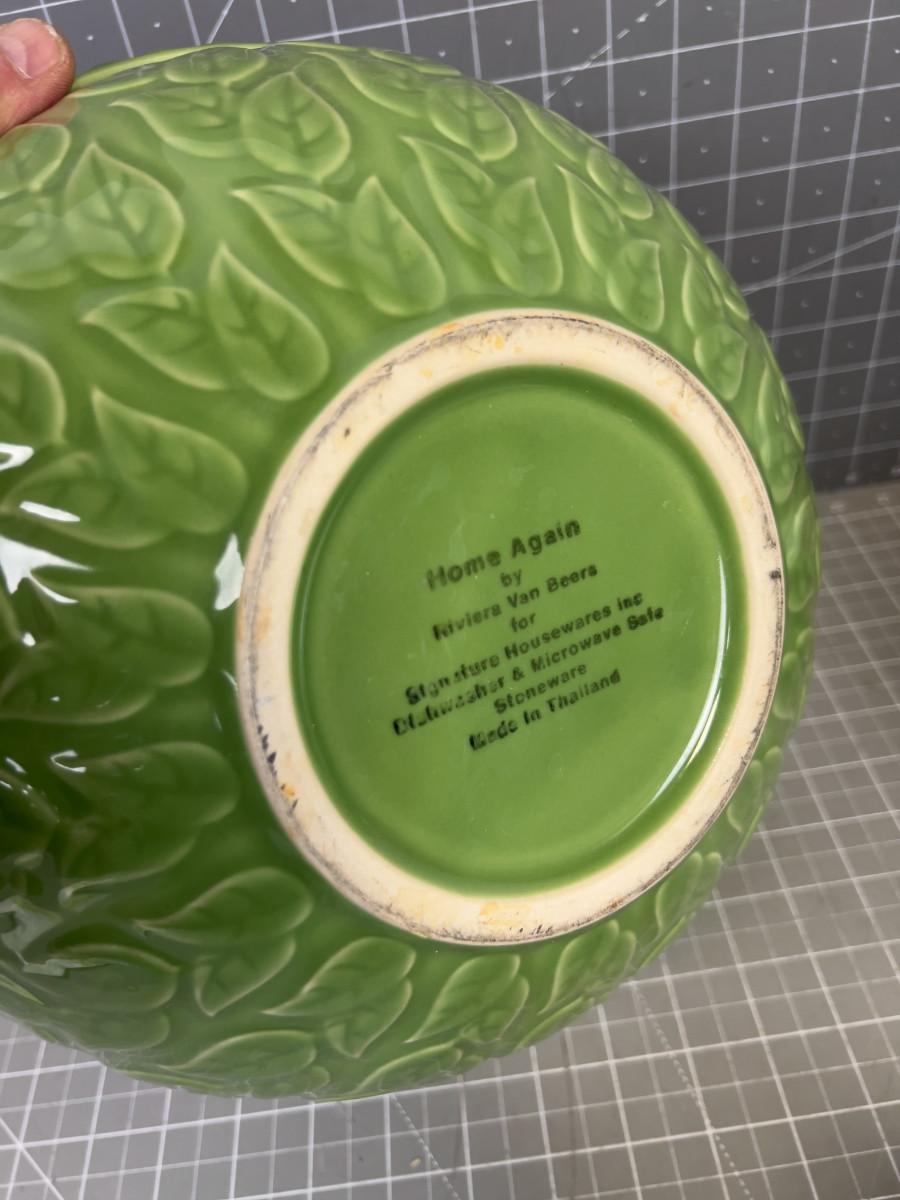 Home Again
by
Riviera Van Beers
for
Signature Housewares Inc
Dishwasher & Microwave Safe
Stoneware
Made In Thailand